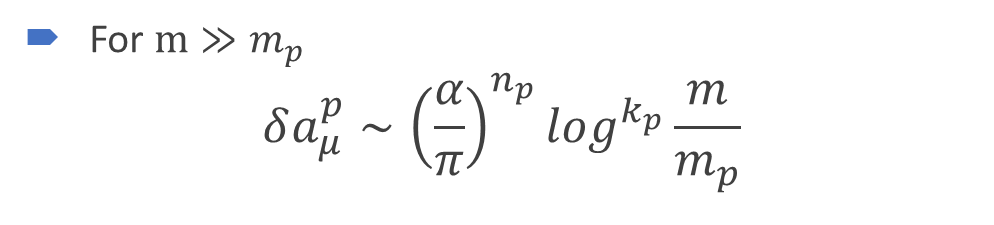 For m ≫ m_p
δa_μ^p ~ (α/π)^{n_p} log^{k_p} m/m_p